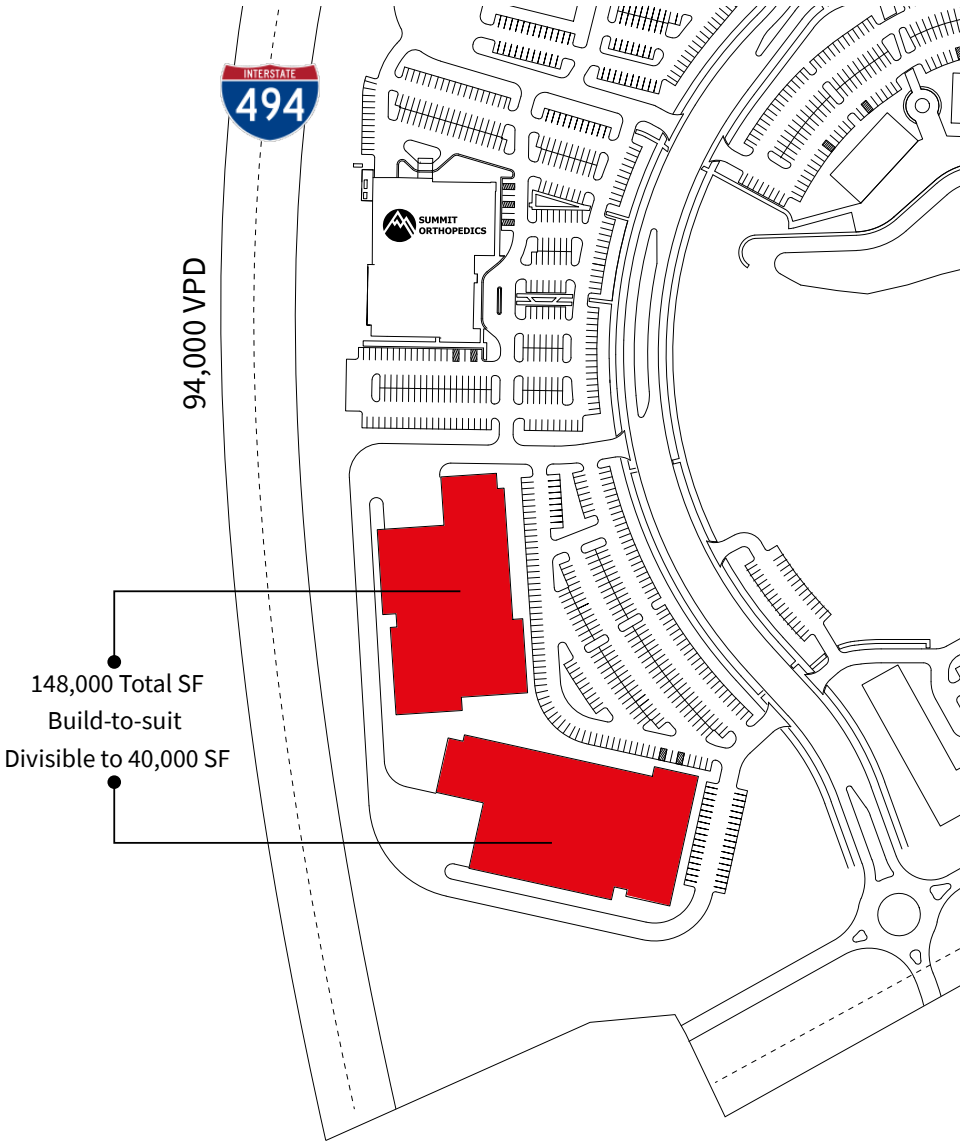 INTERSTATE
494
SUMMIT
ORTHOPEDICS
94,000 VPD
148,000 Total SF
Build-to-suit
Divisible to 40,000 SF